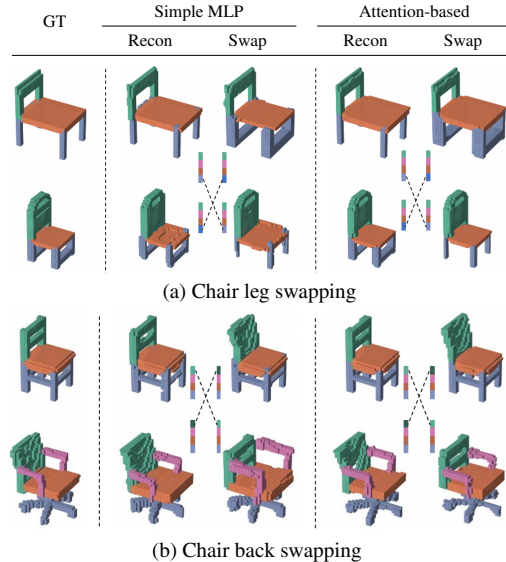 GT Simple MLP Attention-based
Recon Swap Recon Swap
(a) Chair leg swapping
(b) Chair back swapping